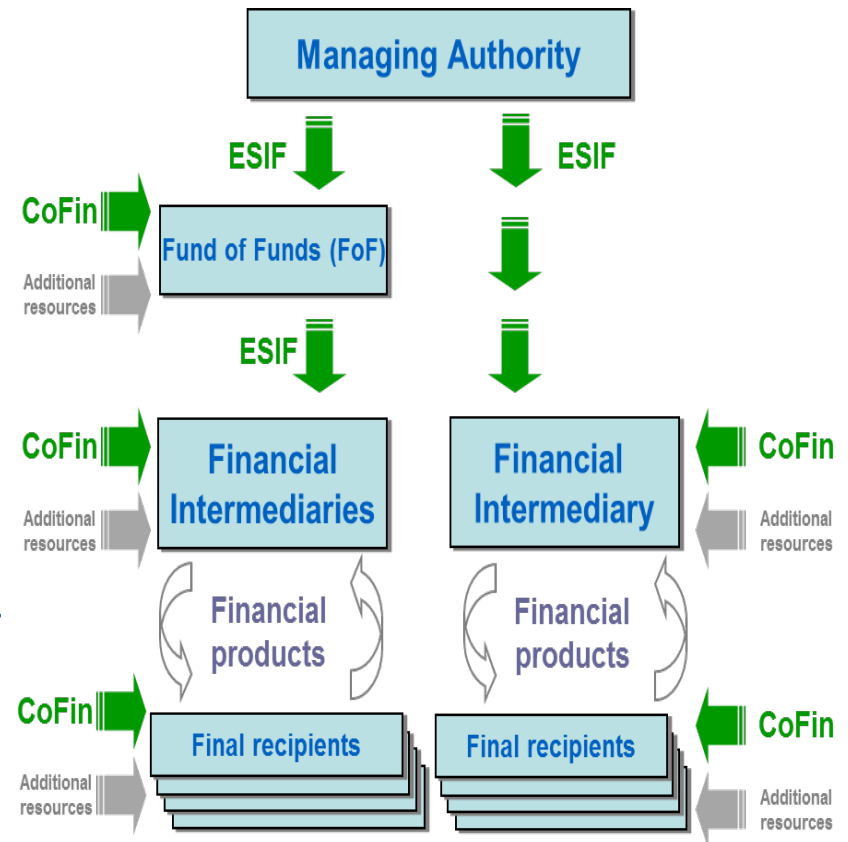 Managing Authority
ESIF
ESIF
CoFin
Fund of Funds (FoF)
Additional
resources
ESIF
CoFin
Financial
Intermediaries
Additional
resources
Financial
Intermediary
CoFin
Additional
resources
Financial
products
Financial
products
CoFin
Final recipients
Additional
resources
Final recipients
CoFin
Additional
resources